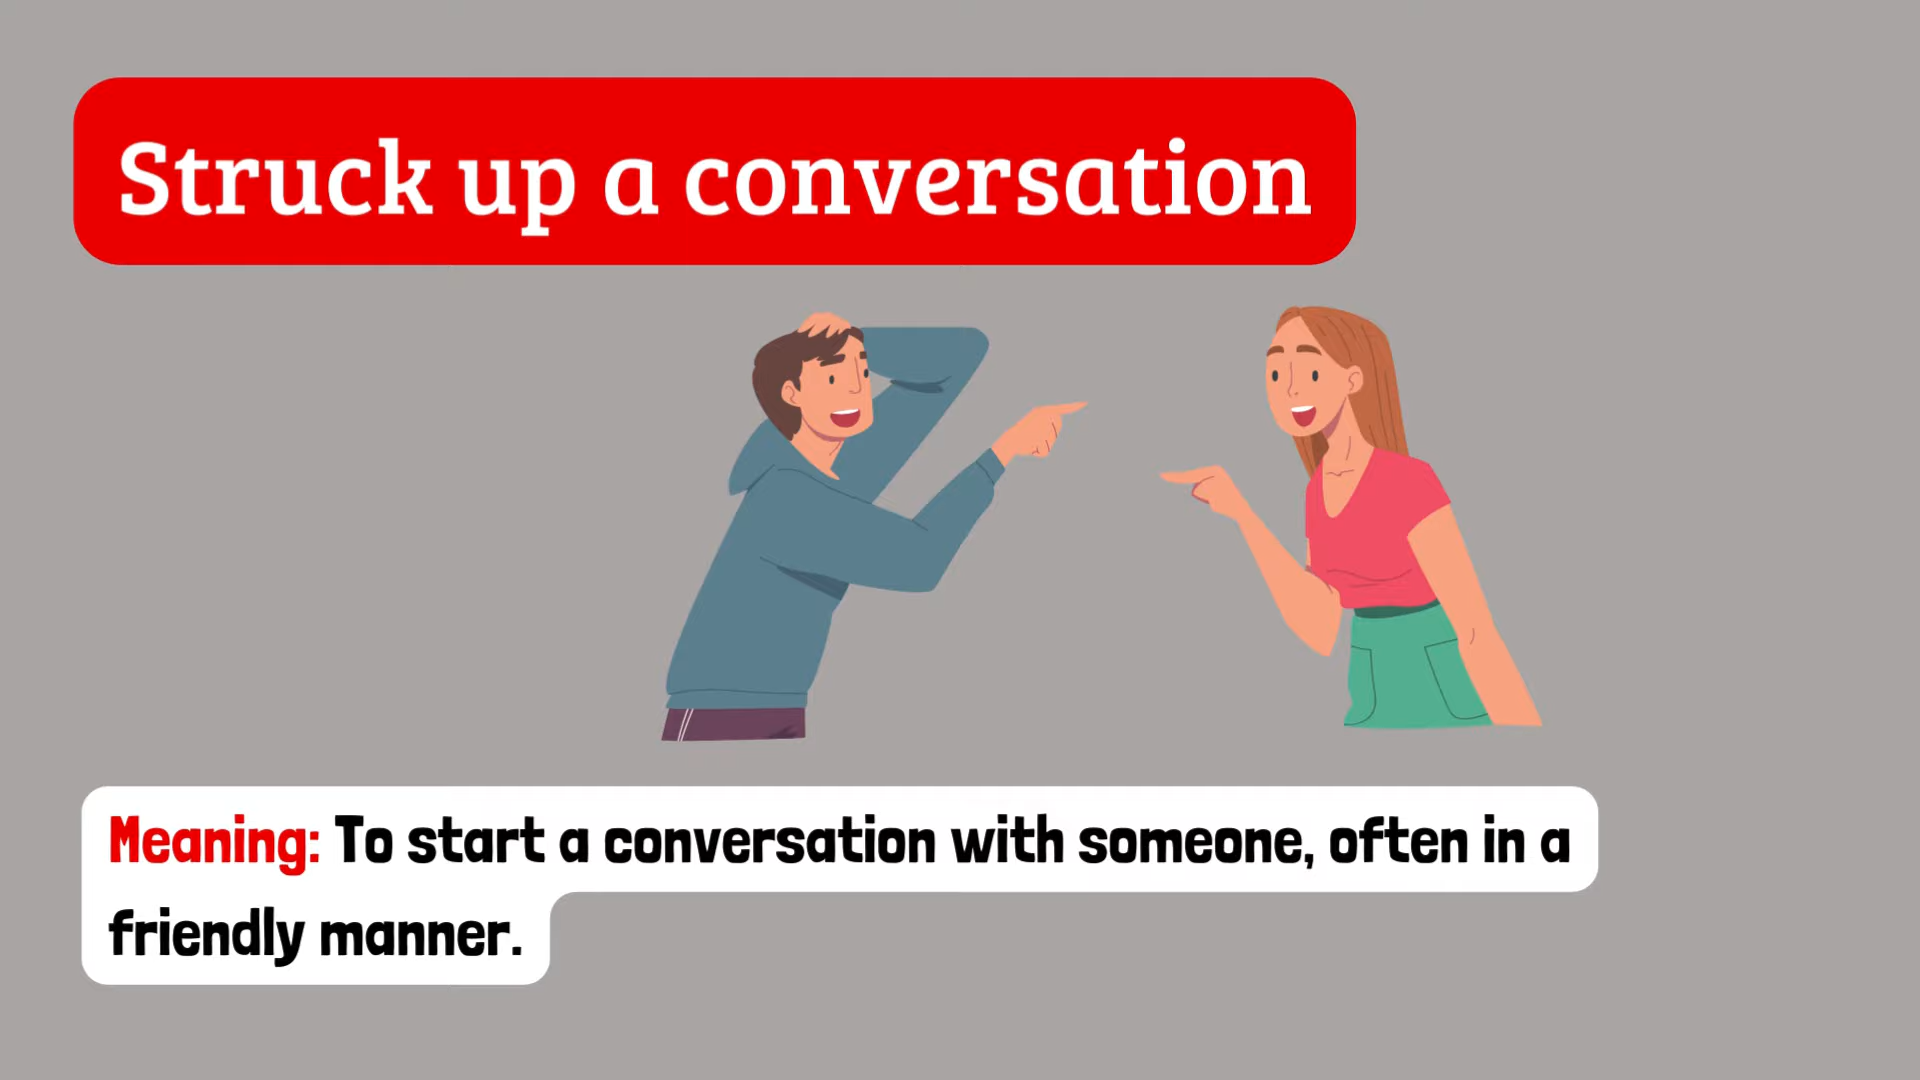 Struck up a conversation
Meaning: To start a conversation with someone, often in a
friendly manner.